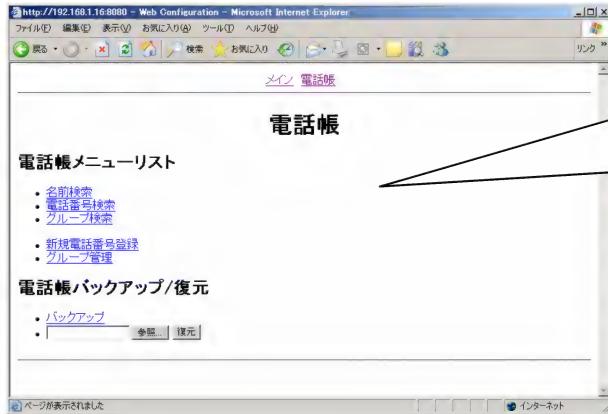 http://192.168.1.16:8080 - Web Configuration - Microsoft Internet Explorer
ファイル(F) 編集(E) 表示(V) お気に入り(A) ツール(T) ヘルプ(H)
戻る 検索 お気に入り リンク »
メイン 電話帳
電話帳
電話帳メニューリスト
名前検索
電話番号検索
グループ検索
新規電話番号登録
グループ管理
電話帳バックアップ/復元
バックアップ
参照... 復元
ページが表示されました インターネット